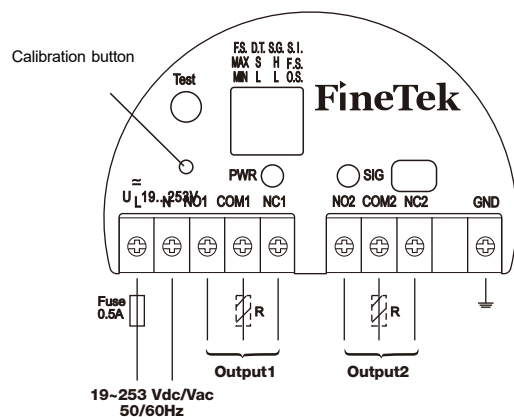 Calibration button
Test
F.S. D.T. S.G. S.I.
MAX S H F.S.
MIN L L O.S.
FineTek
PWR
SIG
≂
U 19...253V
L N NO1 COM1 NC1
NO2 COM2 NC2 GND
Fuse
0.5A
R
R
Output1
Output2
19~253 Vdc/Vac
50/60Hz